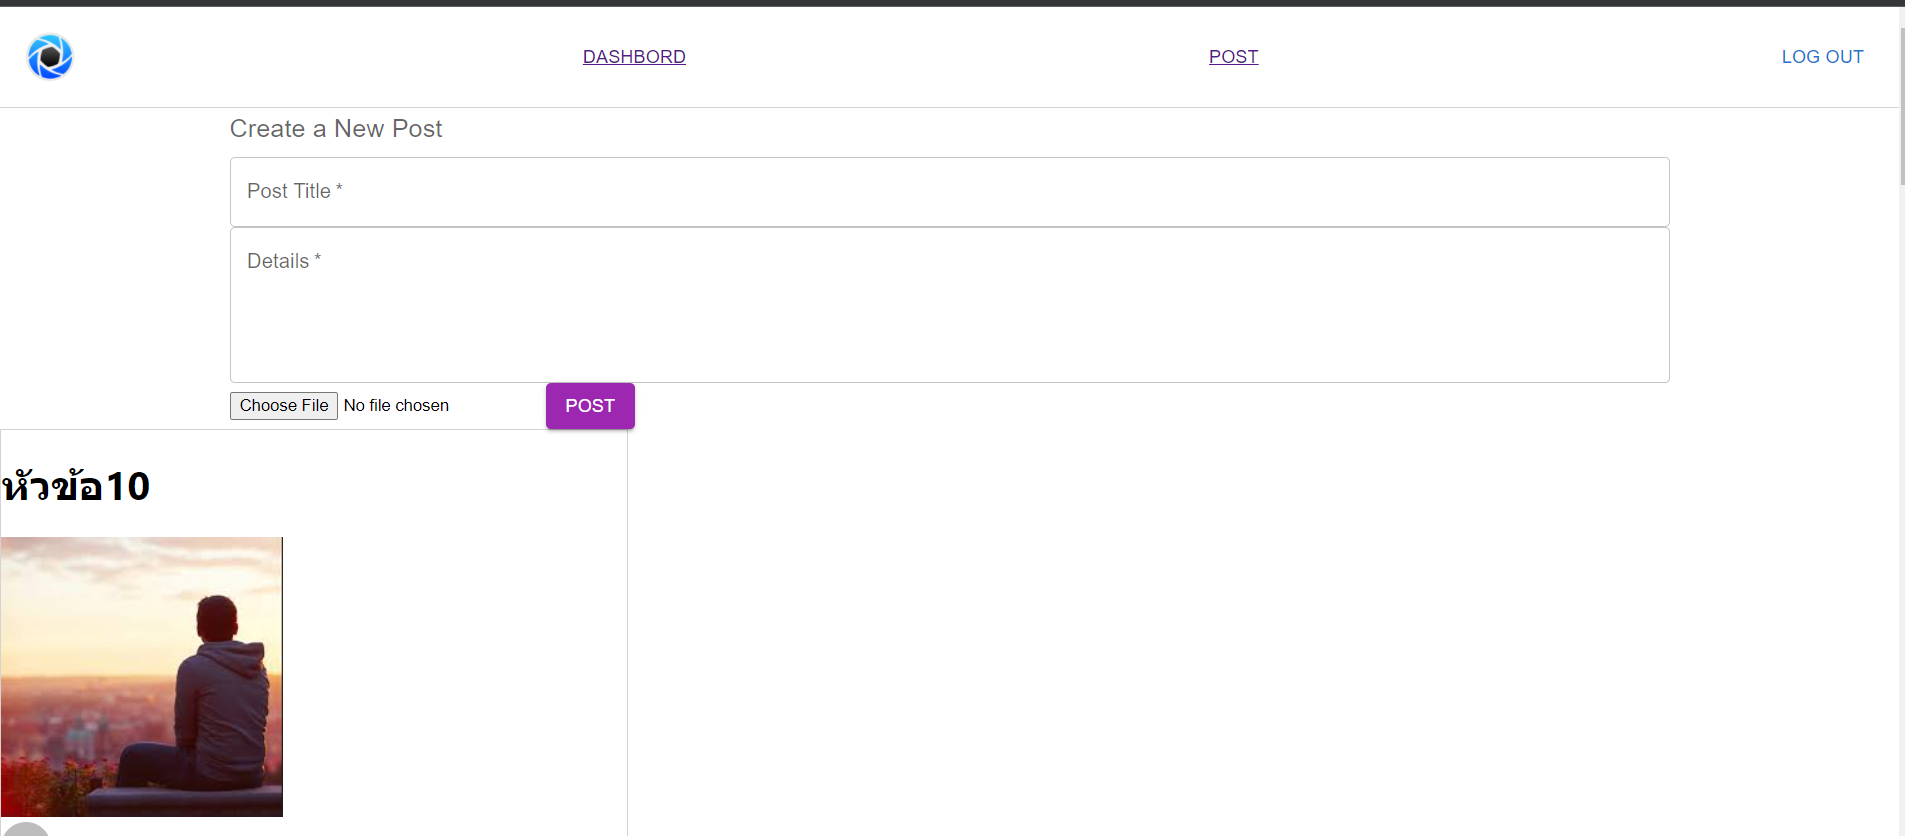 DASHBORD POST LOG OUT
Create a New Post
Post Title *
Details *
Choose File No file chosen POST
หัวข้อ10